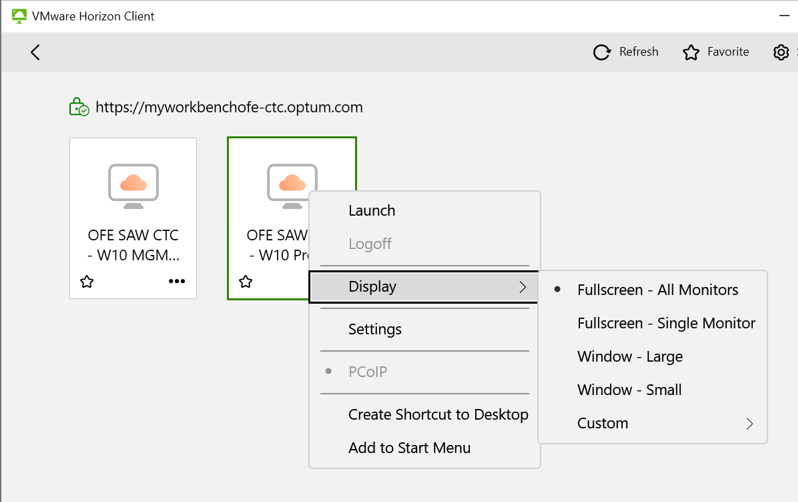 VMware Horizon Client
Refresh
Favorite
https://myworkbenchofe-ctc.optum.com
OFE SAW CTC
- W10 MGM...
OFE SAW
- W10 Pr
Launch
Logoff
Display
Settings
PCoIP
Create Shortcut to Desktop
Add to Start Menu
Fullscreen - All Monitors
Fullscreen - Single Monitor
Window - Large
Window - Small
Custom